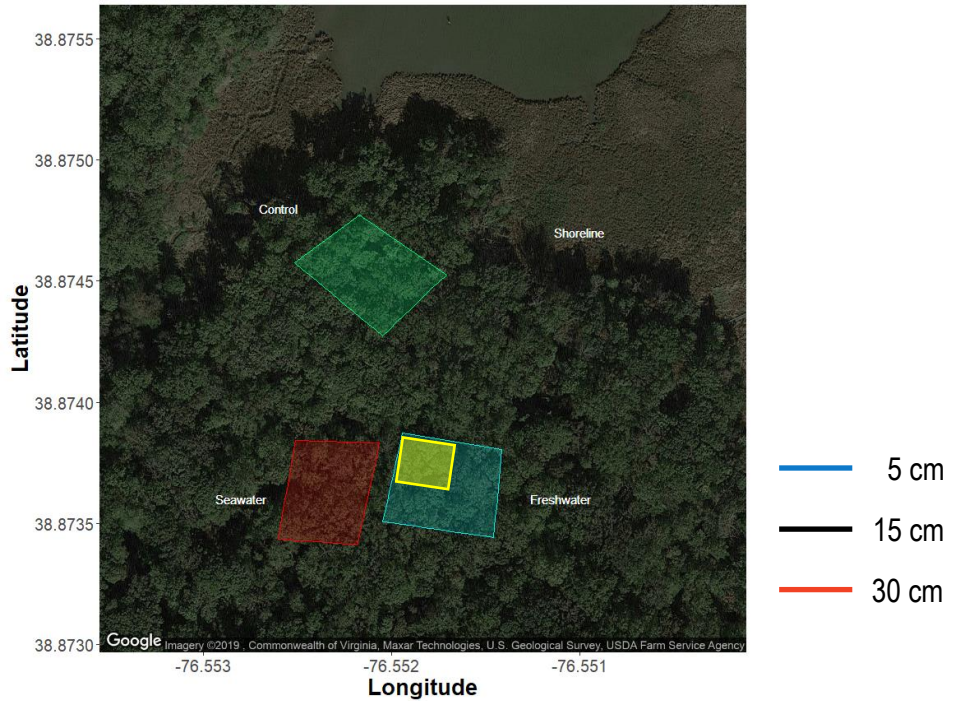 38.8755
38.8750
38.8745
38.8740
38.8735
38.8730
Latitude
Control
Shoreline
Seawater
Freshwater
5 cm
15 cm
30 cm
Google Imagery ©2019 , Commonwealth of Virginia, Maxar Technologies, U.S. Geological Survey, USDA Farm Service Agency
-76.553 -76.552 -76.551
Longitude